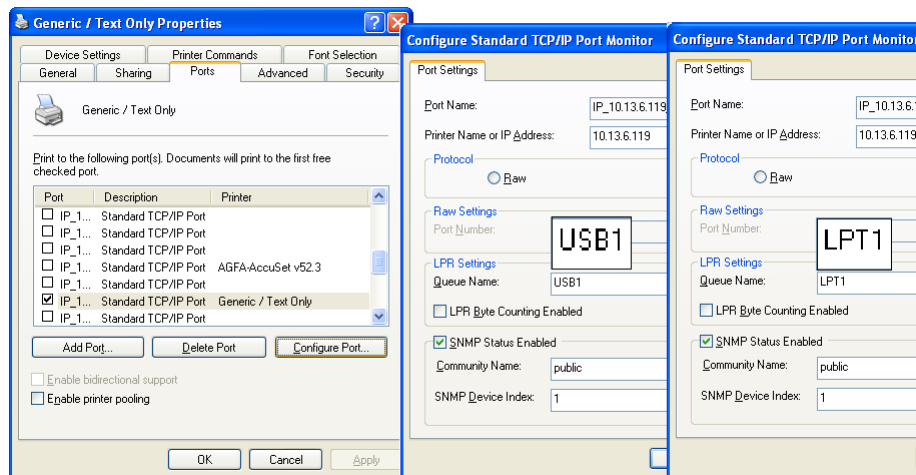 Generic / Text Only Properties
Device Settings
Printer Commands
Font Selection
General
Sharing
Ports
Advanced
Security
Generic / Text Only
Print to the following port(s). Documents will print to the first free
checked port.
Port Description Printer
IP_1... Standard TCP/IP Port
IP_1... Standard TCP/IP Port
IP_1... Standard TCP/IP Port
IP_1... Standard TCP/IP Port AGFA-AccuSet v52.3
IP_1... Standard TCP/IP Port
IP_1... Standard TCP/IP Port Generic / Text Only
IP_1... Standard TCP/IP Port
Add Port...
Delete Port
Configure Port...
Enable bidirectional support
Enable printer pooling
OK
Cancel
Apply
Configure Standard TCP/IP Port Monitor
Port Settings
Port Name: IP_10.13.6.119
Printer Name or IP Address: 10.13.6.119
Protocol
Raw
Raw Settings
Port Number:
USB1
LPR Settings
Queue Name: USB1
LPR Byte Counting Enabled
SNMP Status Enabled
Community Name: public
SNMP Device Index: 1
Configure Standard TCP/IP Port Monitor
Port Settings
Port Name: IP_10.13.6.
Printer Name or IP Address: 10.13.6.119
Protocol
Raw
Raw Settings
Port Number:
LPT1
LPR Settings
Queue Name: LPT1
LPR Byte Counting Enabled
SNMP Status Enabled
Community Name: public
SNMP Device Index: 1